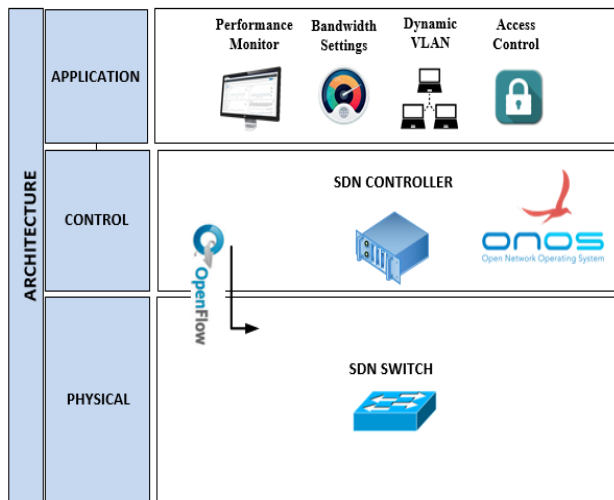 ARCHITECTURE
APPLICATION
Performance
Monitor
Bandwidth
Settings
Dynamic
VLAN
Access
Control
CONTROL
SDN CONTROLLER
onos
Open Network Operating System
OpenFlow
PHYSICAL
SDN SWITCH